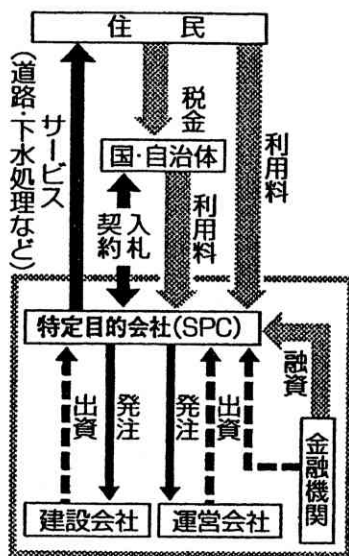 住民
税金
サービス
(道路・下水処理など)
国・自治体
利用料
入札
契約
利用料
特定目的会社(SPC)
融資
出資
発注
発注
出資
金融機関
建設会社
運営会社